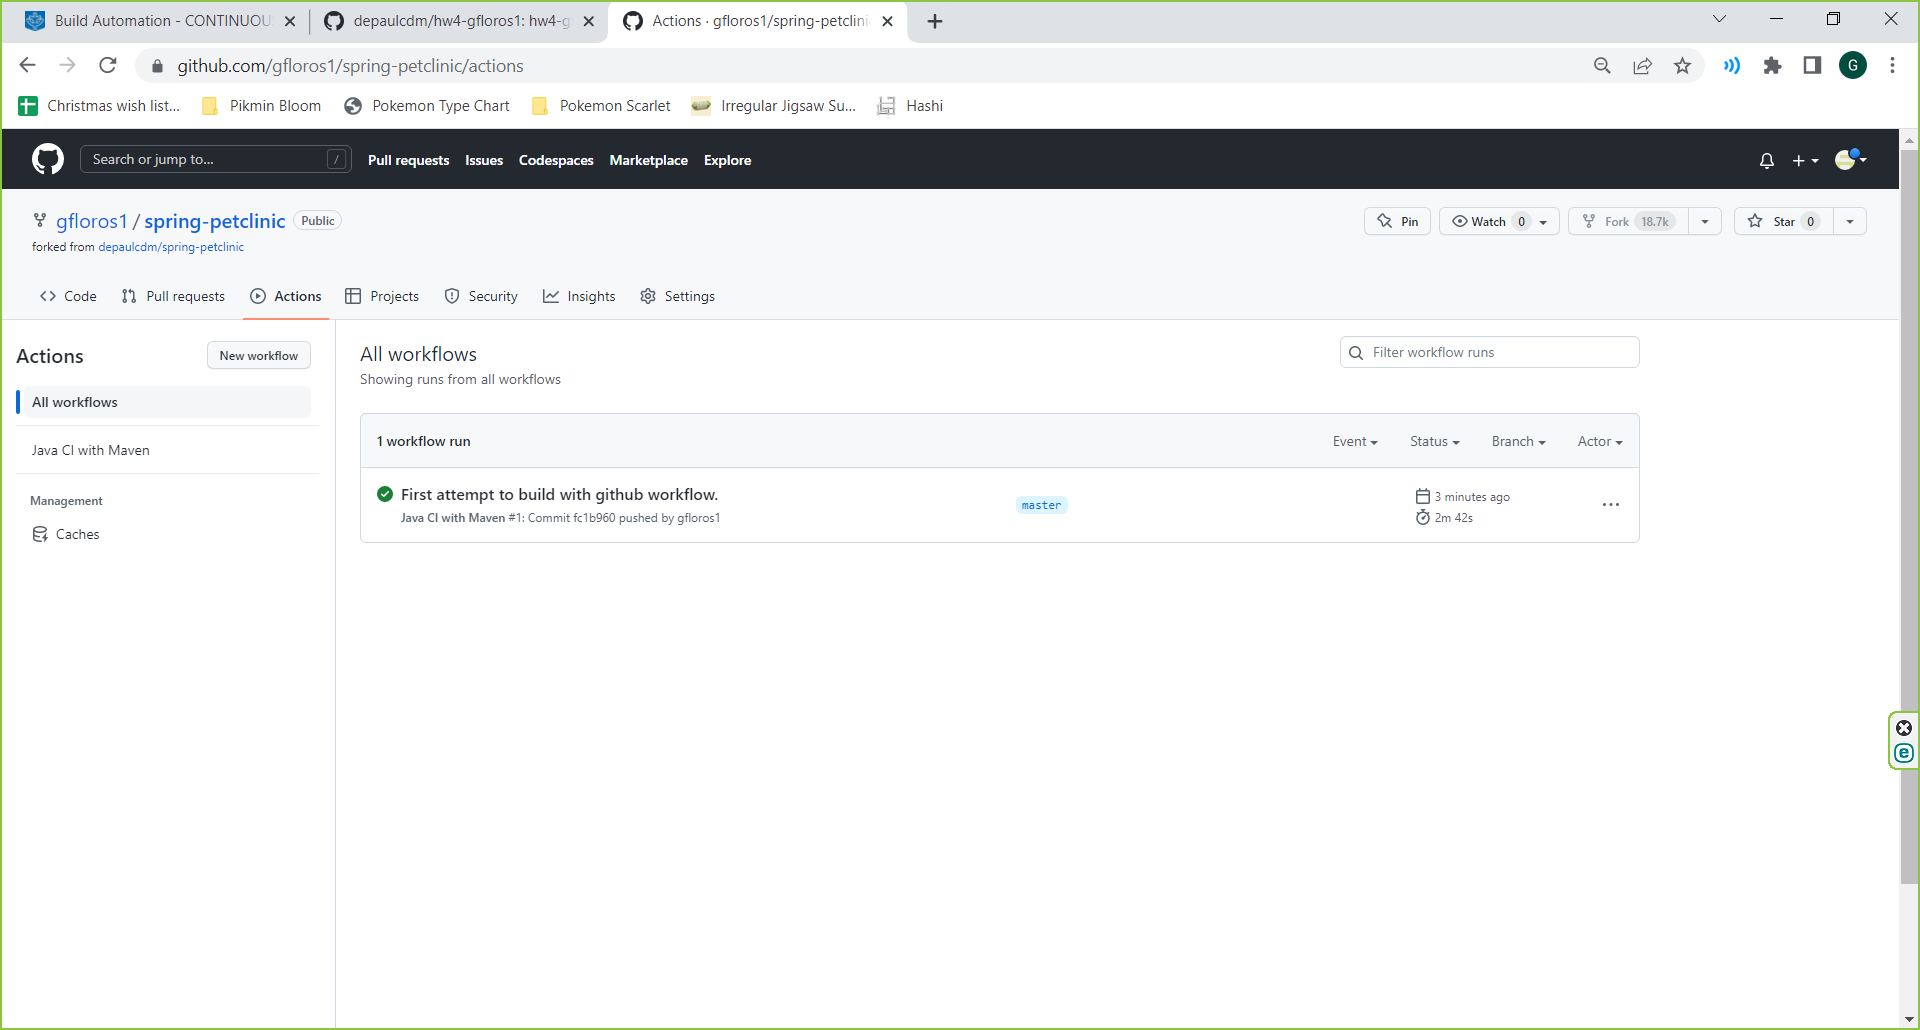 Build Automation - CONTINUOU
depaulcdm/hw4-gfloros1: hw4-g
Actions · gfloros1/spring-petclini
github.com/gfloros1/spring-petclinic/actions
G
Christmas wish list...
Pikmin Bloom
Pokemon Type Chart
Pokemon Scarlet
Irregular Jigsaw Su...
Hashi
Search or jump to...
/
Pull requests
Issues
Codespaces
Marketplace
Explore
gfloros1 / spring-petclinic
Public
Pin
Watch 0
Fork 18.7k
Star 0
forked from depaulcdm/spring-petclinic
Code
Pull requests
Actions
Projects
Security
Insights
Settings
Actions
New workflow
All workflows
Java CI with Maven
Management
Caches
All workflows
Showing runs from all workflows
Filter workflow runs
1 workflow run
Event
Status
Branch
Actor
First attempt to build with github workflow.
Java CI with Maven #1: Commit fc1b960 pushed by gfloros1
master
3 minutes ago
2m 42s